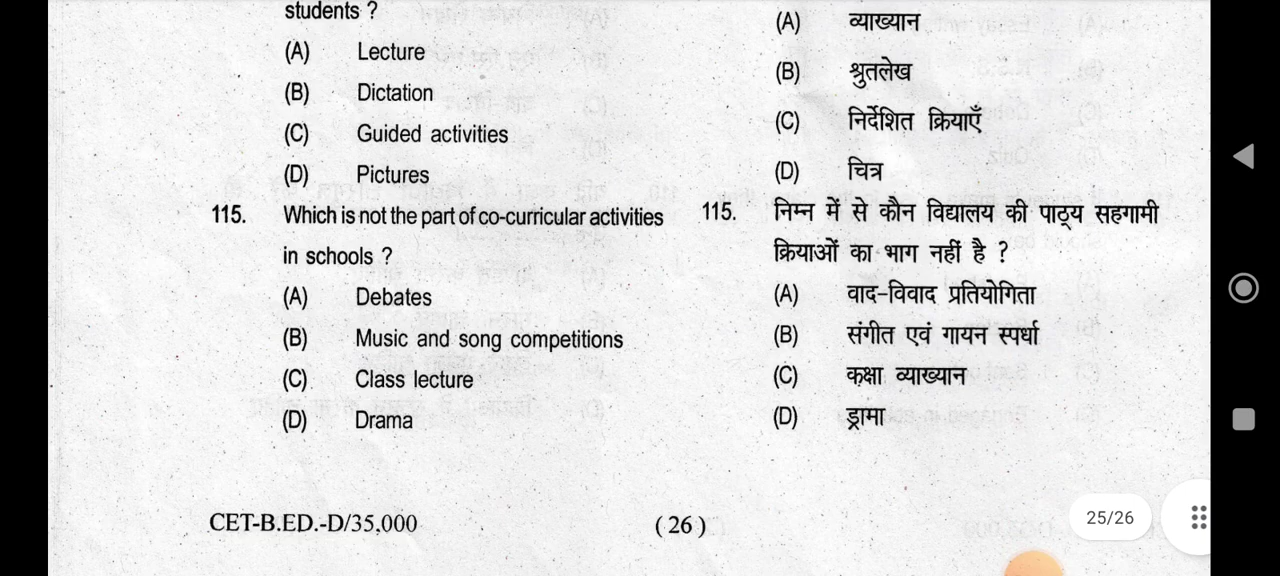 students ?
(A) Lecture
(B) Dictation
(C) Guided activities
(D) Pictures
115. Which is not the part of co-curricular activities
in schools ?
(A) Debates
(B) Music and song competitions
(C) Class lecture
(D) Drama
(A) व्याख्यान
(B) श्रुतलेख
(C) निर्देशित क्रियाएँ
(D) चित्र
115. निम्न में से कौन विद्यालय की पाठ्य सहगामी
क्रियाओं का भाग नहीं है ?
(A) वाद-विवाद प्रतियोगिता
(B) संगीत एवं गायन स्पर्धा
(C) कक्षा व्याख्यान
(D) ड्रामा
CET-B.ED.-D/35,000
( 26 )
25/26